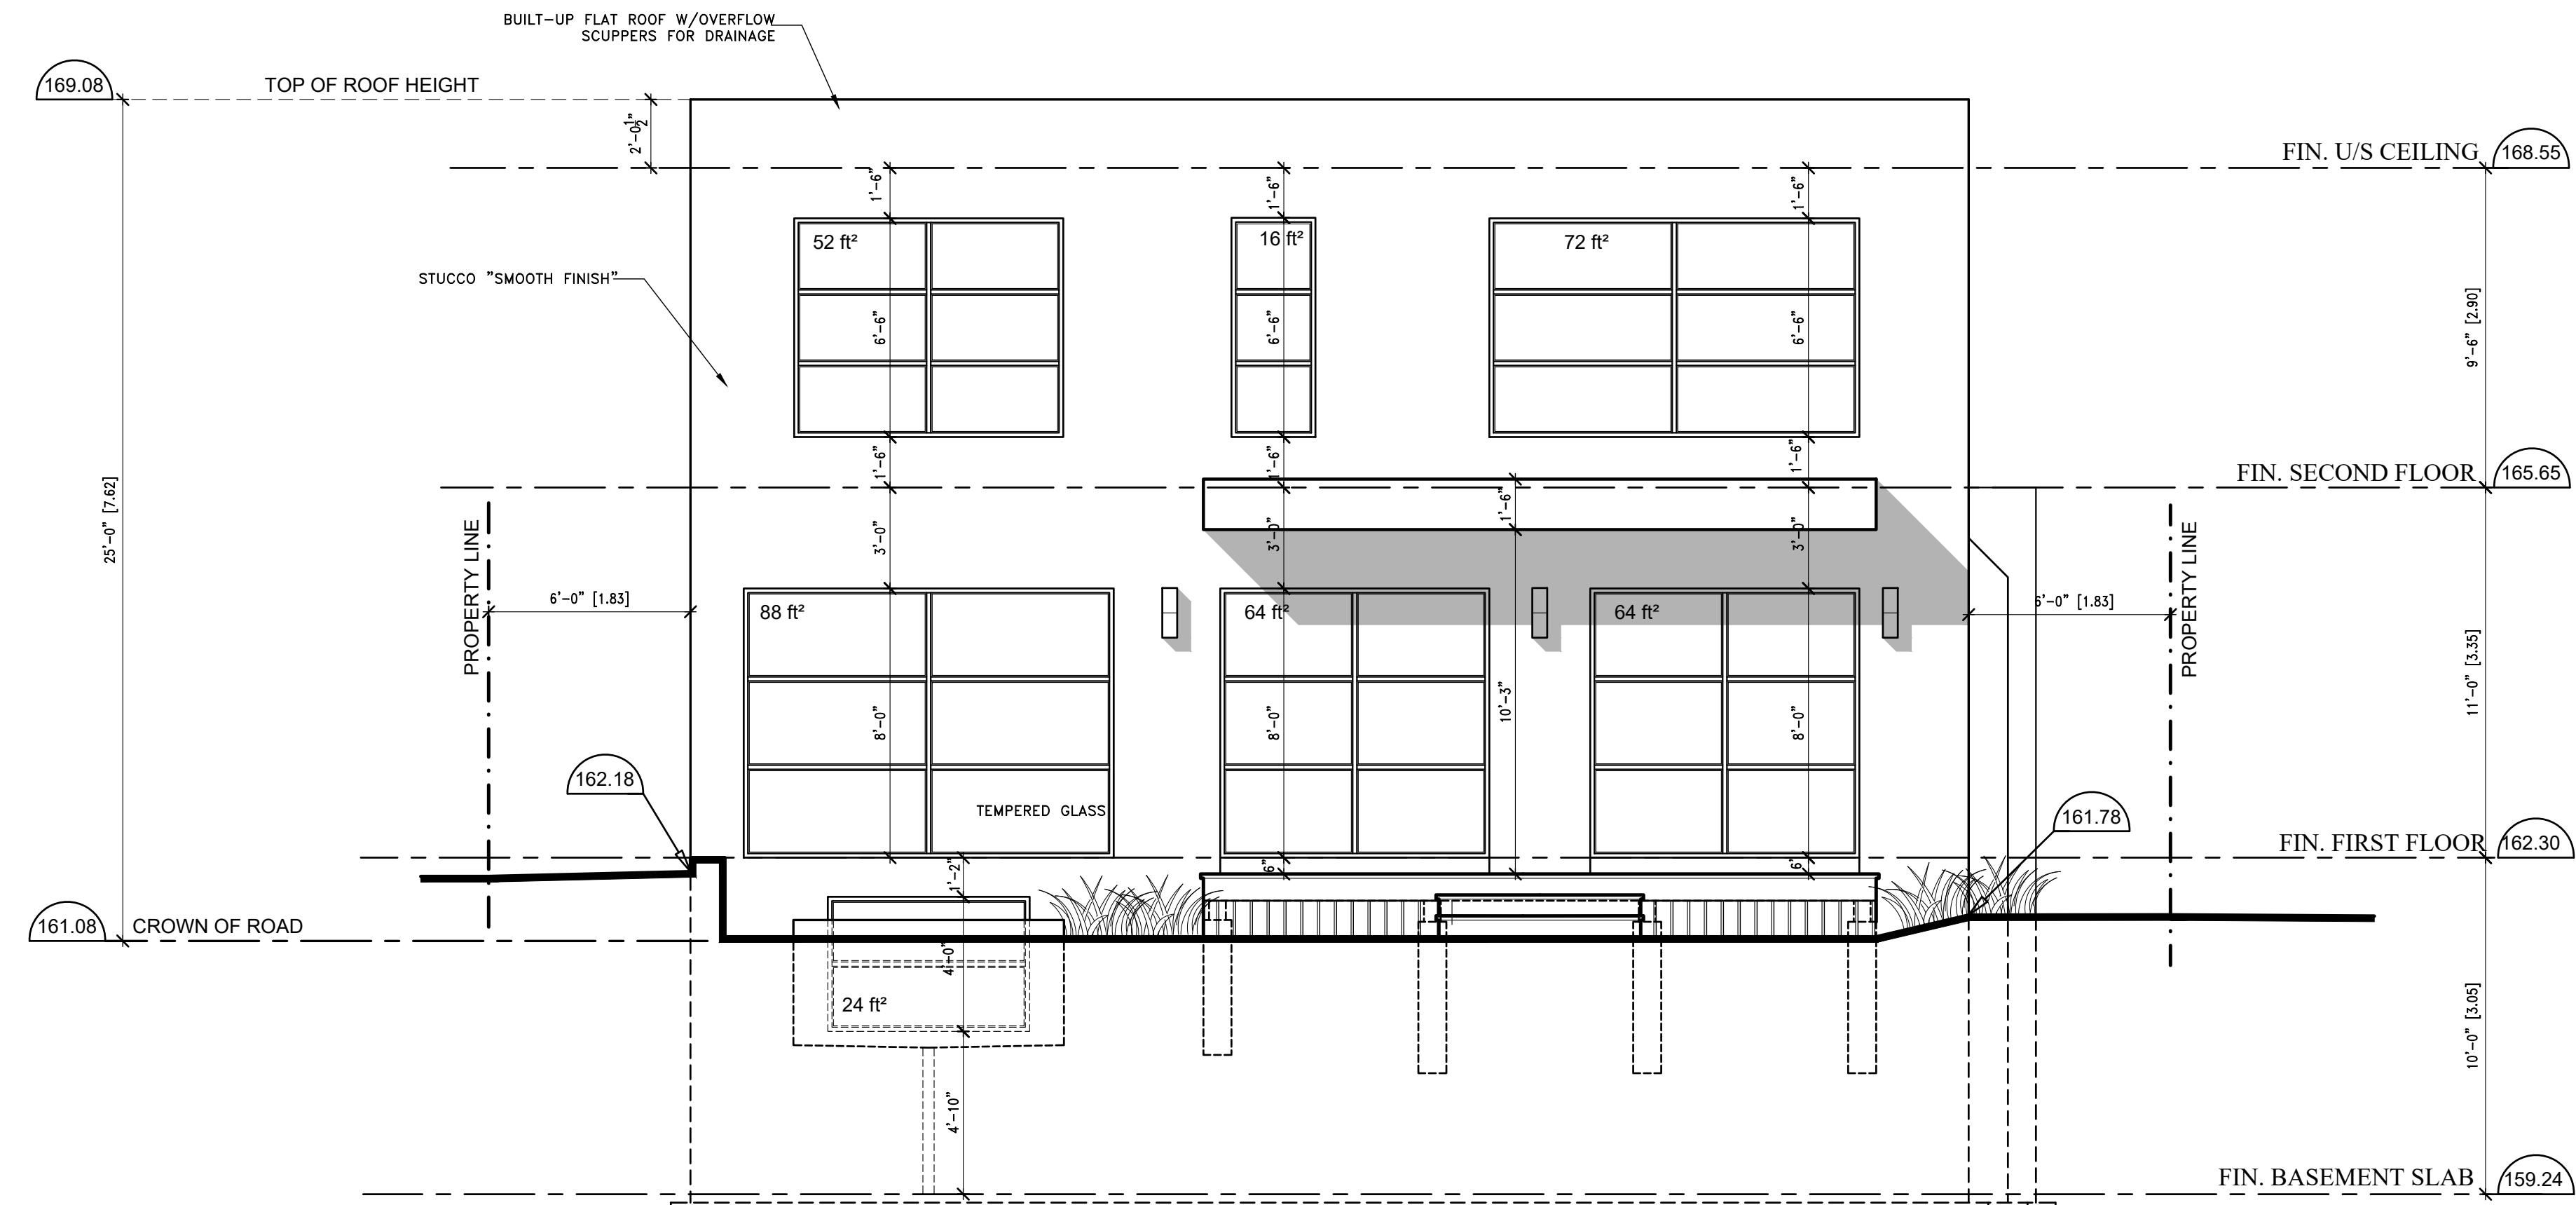 BUILT-UP FLAT ROOF W/OVERFLOW
SCUPPERS FOR DRAINAGE
169.08
TOP OF ROOF HEIGHT
2'-0 1/2"
FIN. U/S CEILING
168.55
1'-6"
1'-6"
1'-6"
52 ft²
16 ft²
72 ft²
STUCCO "SMOOTH FINISH"
6'-6"
6'-6"
6'-6"
9'-6" [2.90]
1'-6"
1'-6"
1'-6"
FIN. SECOND FLOOR
165.65
25'-0" [7.62]
1'-6"
3'-0"
3'-0"
3'-0"
PROPERTY LINE
PROPERTY LINE
6'-0" [1.83]
6'-0" [1.83]
88 ft²
64 ft²
64 ft²
11'-0" [3.35]
8'-0"
8'-0"
10'-3"
8'-0"
162.18
TEMPERED GLASS
161.78
FIN. FIRST FLOOR
162.30
1'-2"
6"
6"
161.08
CROWN OF ROAD
4'-0"
24 ft²
10'-0" [3.05]
4'-10"
FIN. BASEMENT SLAB
159.24